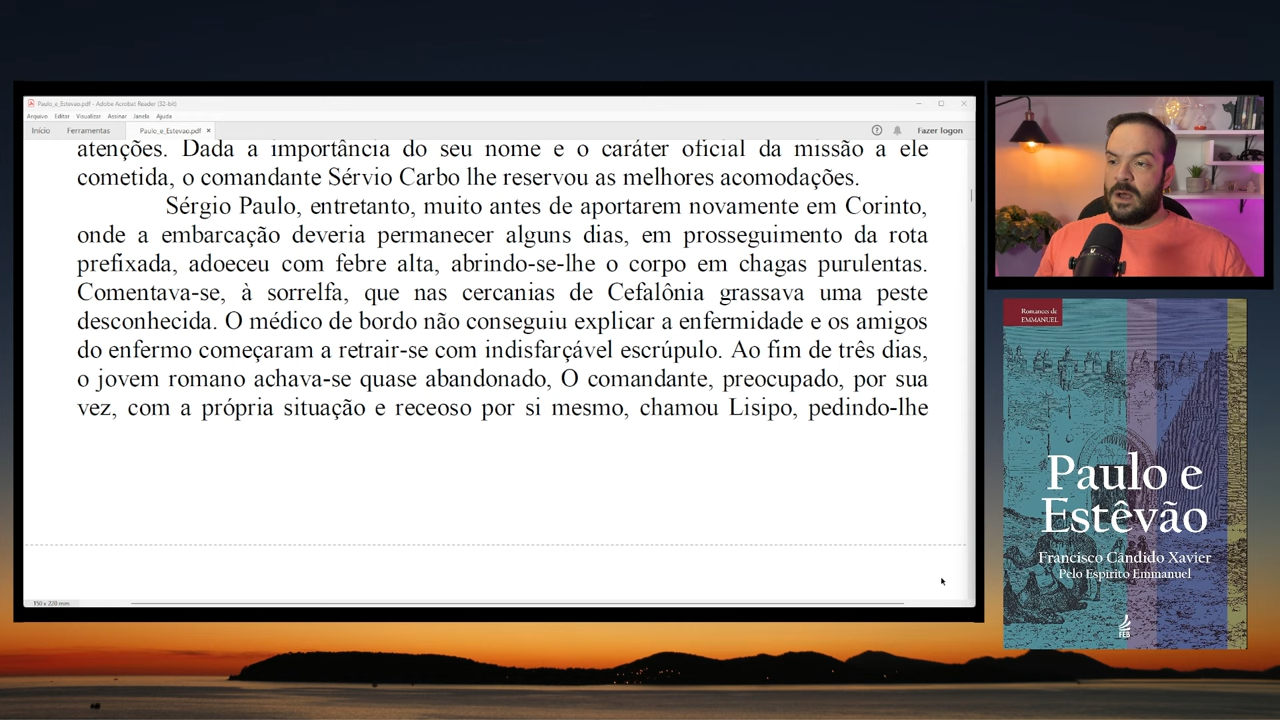 Paulo_e_Estevao.pdf - Adobe Acrobat Reader (32-bit)
Arquivo Editar Visualizar Assinar Janela Ajuda
Início Ferramentas Paulo_e_Estevao.pdf × Fazer logon
atenções. Dada a importância do seu nome e o caráter oficial da missão a ele
cometida, o comandante Sérvio Carbo lhe reservou as melhores acomodações.
Sérgio Paulo, entretanto, muito antes de aportarem novamente em Corinto,
onde a embarcação deveria permanecer alguns dias, em prosseguimento da rota
prefixada, adoeceu com febre alta, abrindo-se-lhe o corpo em chagas purulentas.
Comentava-se, à sorrelfa, que nas cercanias de Cefalônia grassava uma peste
desconhecida. O médico de bordo não conseguiu explicar a enfermidade e os amigos
do enfermo começaram a retrair-se com indisfarçável escrúpulo. Ao fim de três dias,
o jovem romano achava-se quase abandonado, O comandante, preocupado, por sua
vez, com a própria situação e receoso por si mesmo, chamou Lisipo, pedindo-lhe
150 x 220 mm
Romances de
EMMANUEL
Paulo e
Estêvão
Francisco Cândido Xavier
Pelo Espírito Emmanuel
FEB